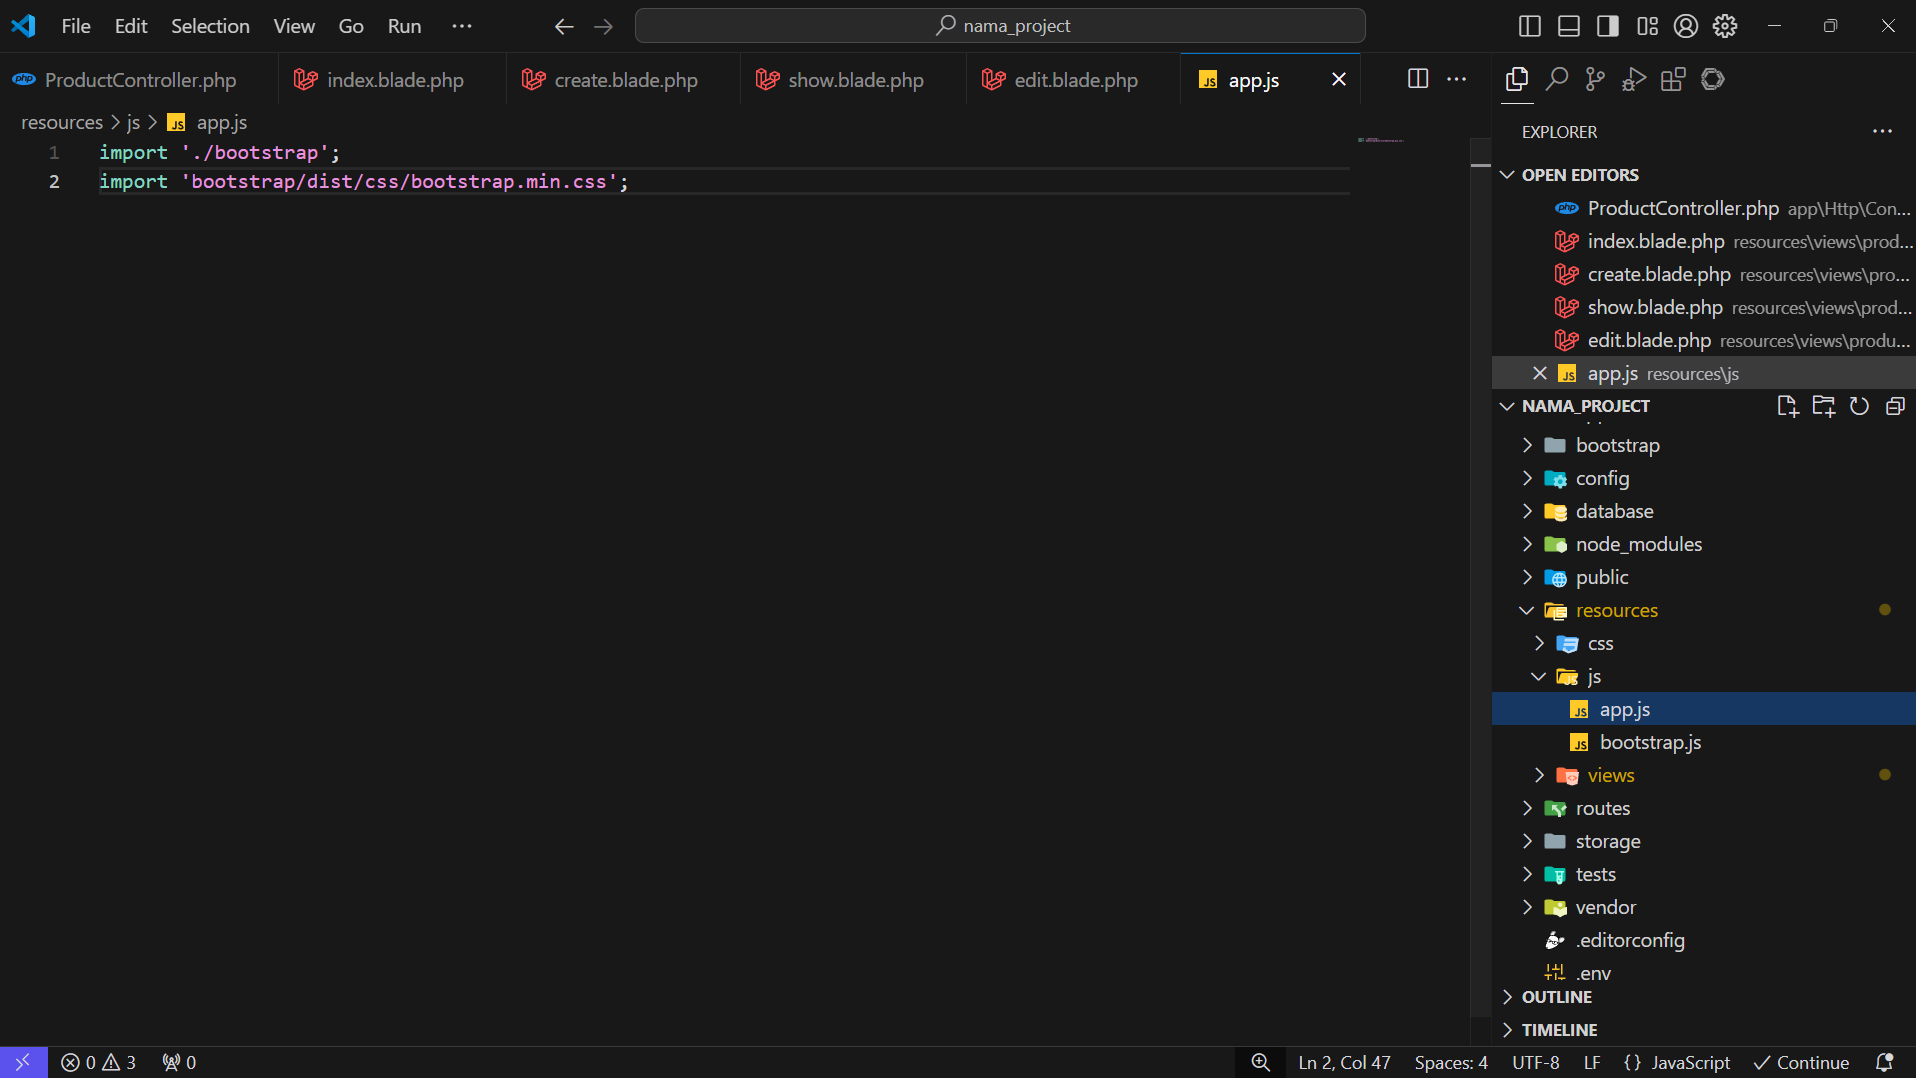 File Edit Selection View Go Run ··· nama_project
ProductController.php index.blade.php create.blade.php show.blade.php edit.blade.php app.js
resources > js > JS app.js
1 import './bootstrap';
2 import 'bootstrap/dist/css/bootstrap.min.css';
EXPLORER
OPEN EDITORS
ProductController.php app\Http\Con...
index.blade.php resources\views\prod...
create.blade.php resources\views\pro...
show.blade.php resources\views\prod...
edit.blade.php resources\views\produ...
JS app.js resources\js
NAMA_PROJECT
bootstrap
config
database
node_modules
public
resources
css
js
JS app.js
JS bootstrap.js
views
routes
storage
tests
vendor
.editorconfig
.env
OUTLINE
TIMELINE
0 3 0 Ln 2, Col 47 Spaces: 4 UTF-8 LF {} JavaScript Continue